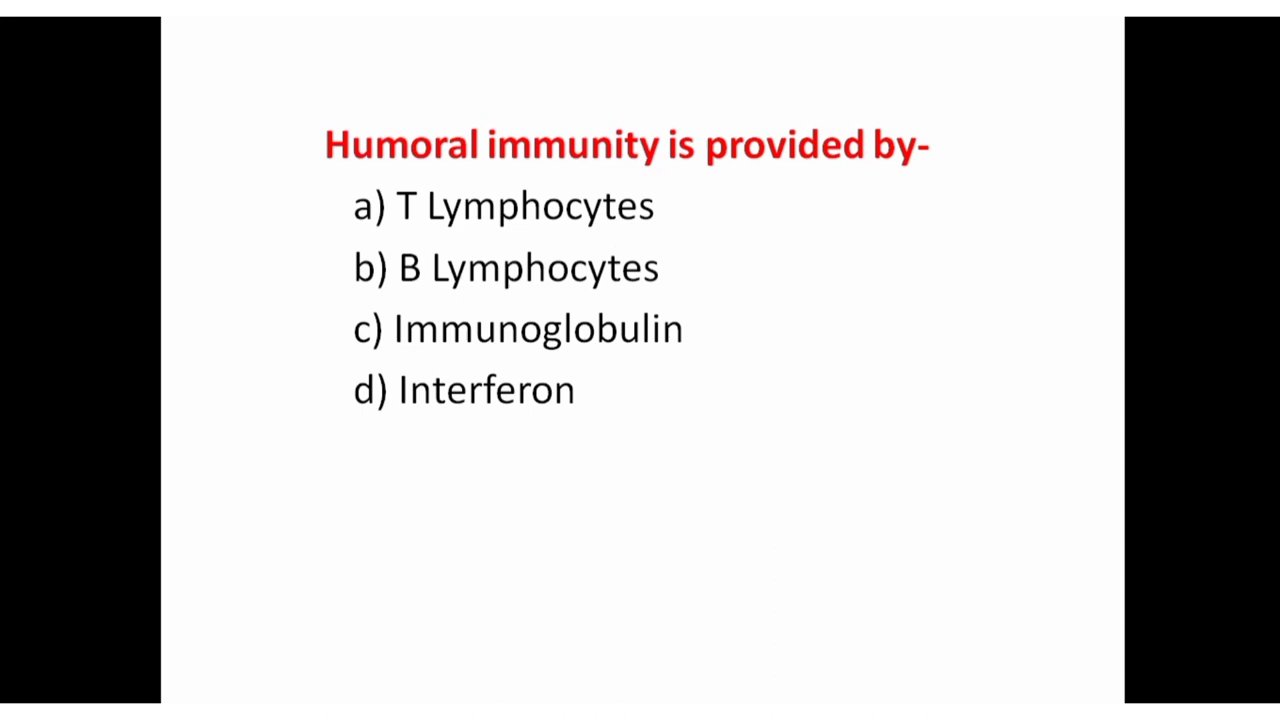 Humoral immunity is provided by-
a) T Lymphocytes
b) B Lymphocytes
c) Immunoglobulin
d) Interferon